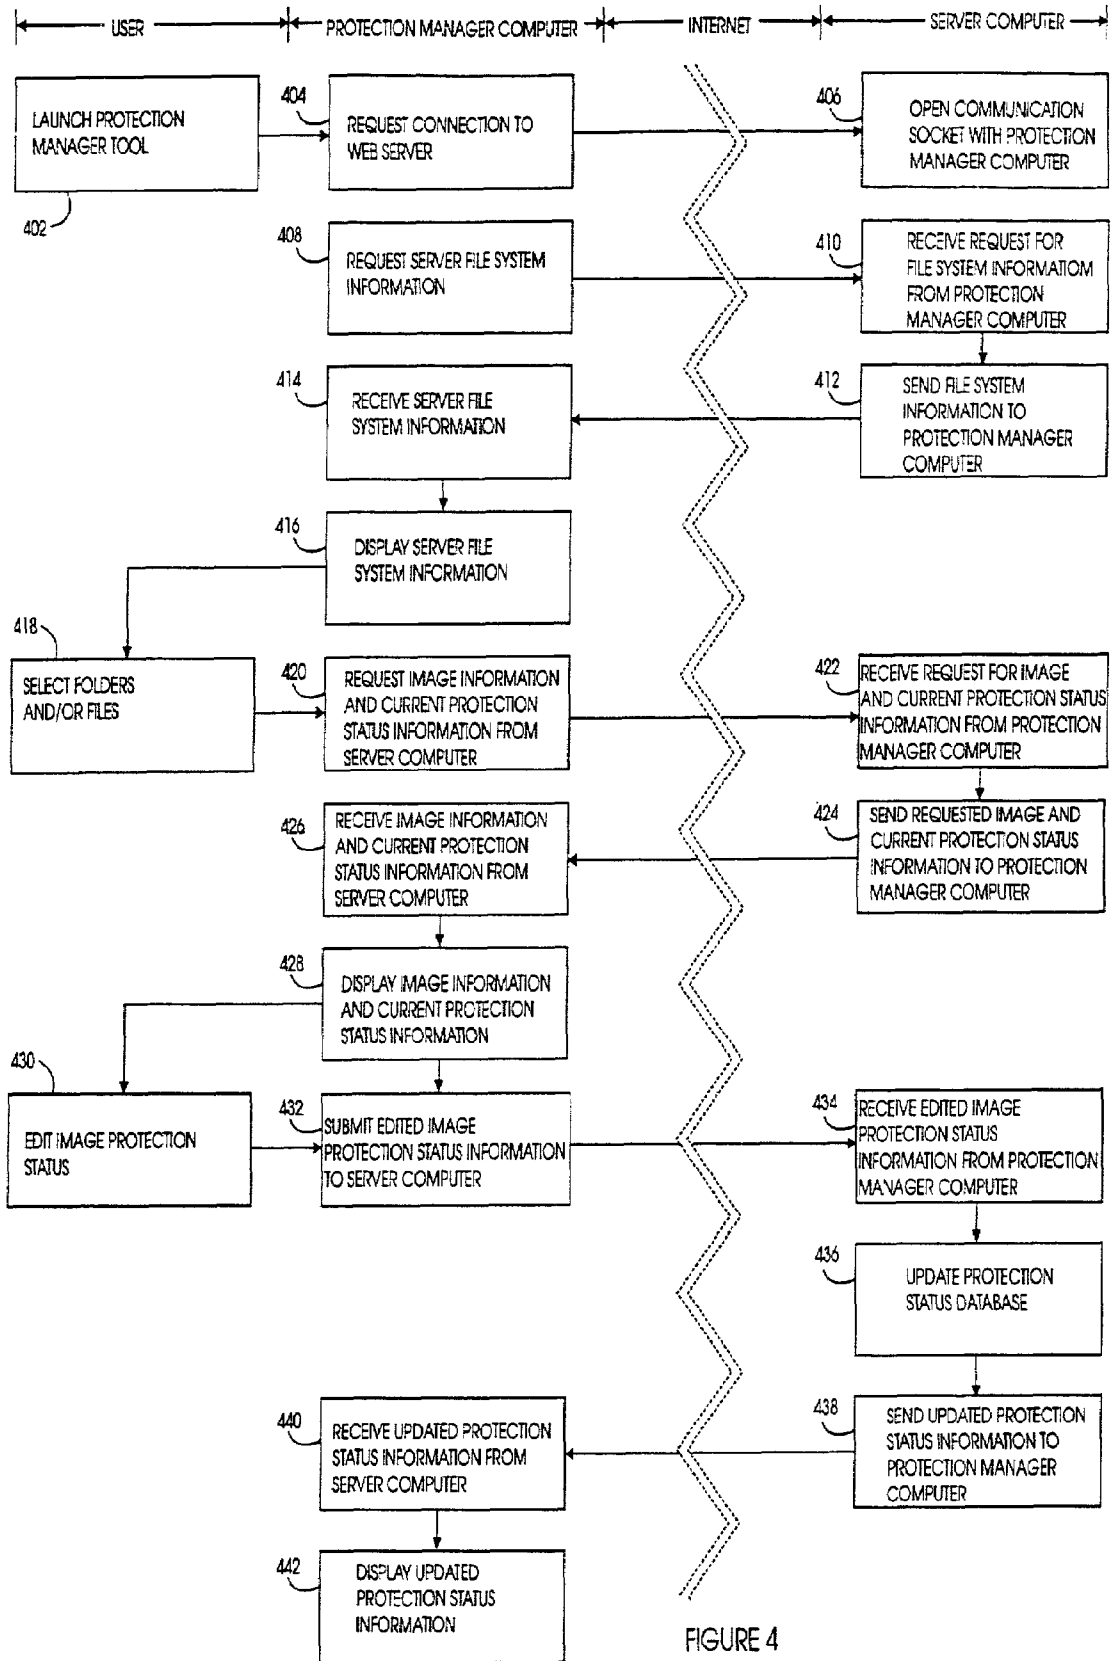 USER
PROTECTION MANAGER COMPUTER
INTERNET
SERVER COMPUTER
LAUNCH PROTECTION
MANAGER TOOL
402
404
REQUEST CONNECTION TO
WEB SERVER
406
OPEN COMMUNICATION
SOCKET WITH PROTECTION
MANAGER COMPUTER
408
REQUEST SERVER FILE SYSTEM
INFORMATION
410
RECEIVE REQUEST FOR
FILE SYSTEM INFORMATIOM
FROM PROTECTION
MANAGER COMPUTER
412
SEND FILE SYSTEM
INFORMATION TO
PROTECTION MANAGER
COMPUTER
414
RECEIVE SERVER FILE
SYSTEM INFORMATION
416
DISPLAY SERVER FILE
SYSTEM INFORMATION
418
SELECT FOLDERS
AND/OR FILES
420
REQUEST IMAGE INFORMATION
AND CURRENT PROTECTION
STATUS INFORMATION FROM
SERVER COMPUTER
422
RECEIVE REQUEST FOR IMAGE
AND CURRENT PROTECTION STATUS
INFORMATION FROM PROTECTION
MANAGER COMPUTER
424
SEND REQUESTED IMAGE AND
CURRENT PROTECTION STATUS
INFORMATION TO PROTECTION
MANAGER COMPUTER
426
RECEIVE IMAGE INFORMATION
AND CURRENT PROTECTION
STATUS INFORMATION FROM
SERVER COMPUTER
428
DISPLAY IMAGE INFORMATION
AND CURRENT PROTECTION
STATUS INFORMATION
430
EDIT IMAGE PROTECTION
STATUS
432
SUBMIT EDITED IMAGE
PROTECTION STATUS INFORMATION
TO SERVER COMPUTER
434
RECEIVE EDITED IMAGE
PROTECTION STATUS
INFORMATION FROM PROTECTION
MANAGER COMPUTER
436
UPDATE PROTECTION
STATUS DATABASE
438
SEND UPDATED PROTECTION
STATUS INFORMATION TO
PROTECTION MANAGER
COMPUTER
440
RECEIVE UPDATED PROTECTION
STATUS INFORMATION FROM
SERVER COMPUTER
442
DISPLAY UPDATED
PROTECTION STATUS
INFORMATION
FIGURE 4